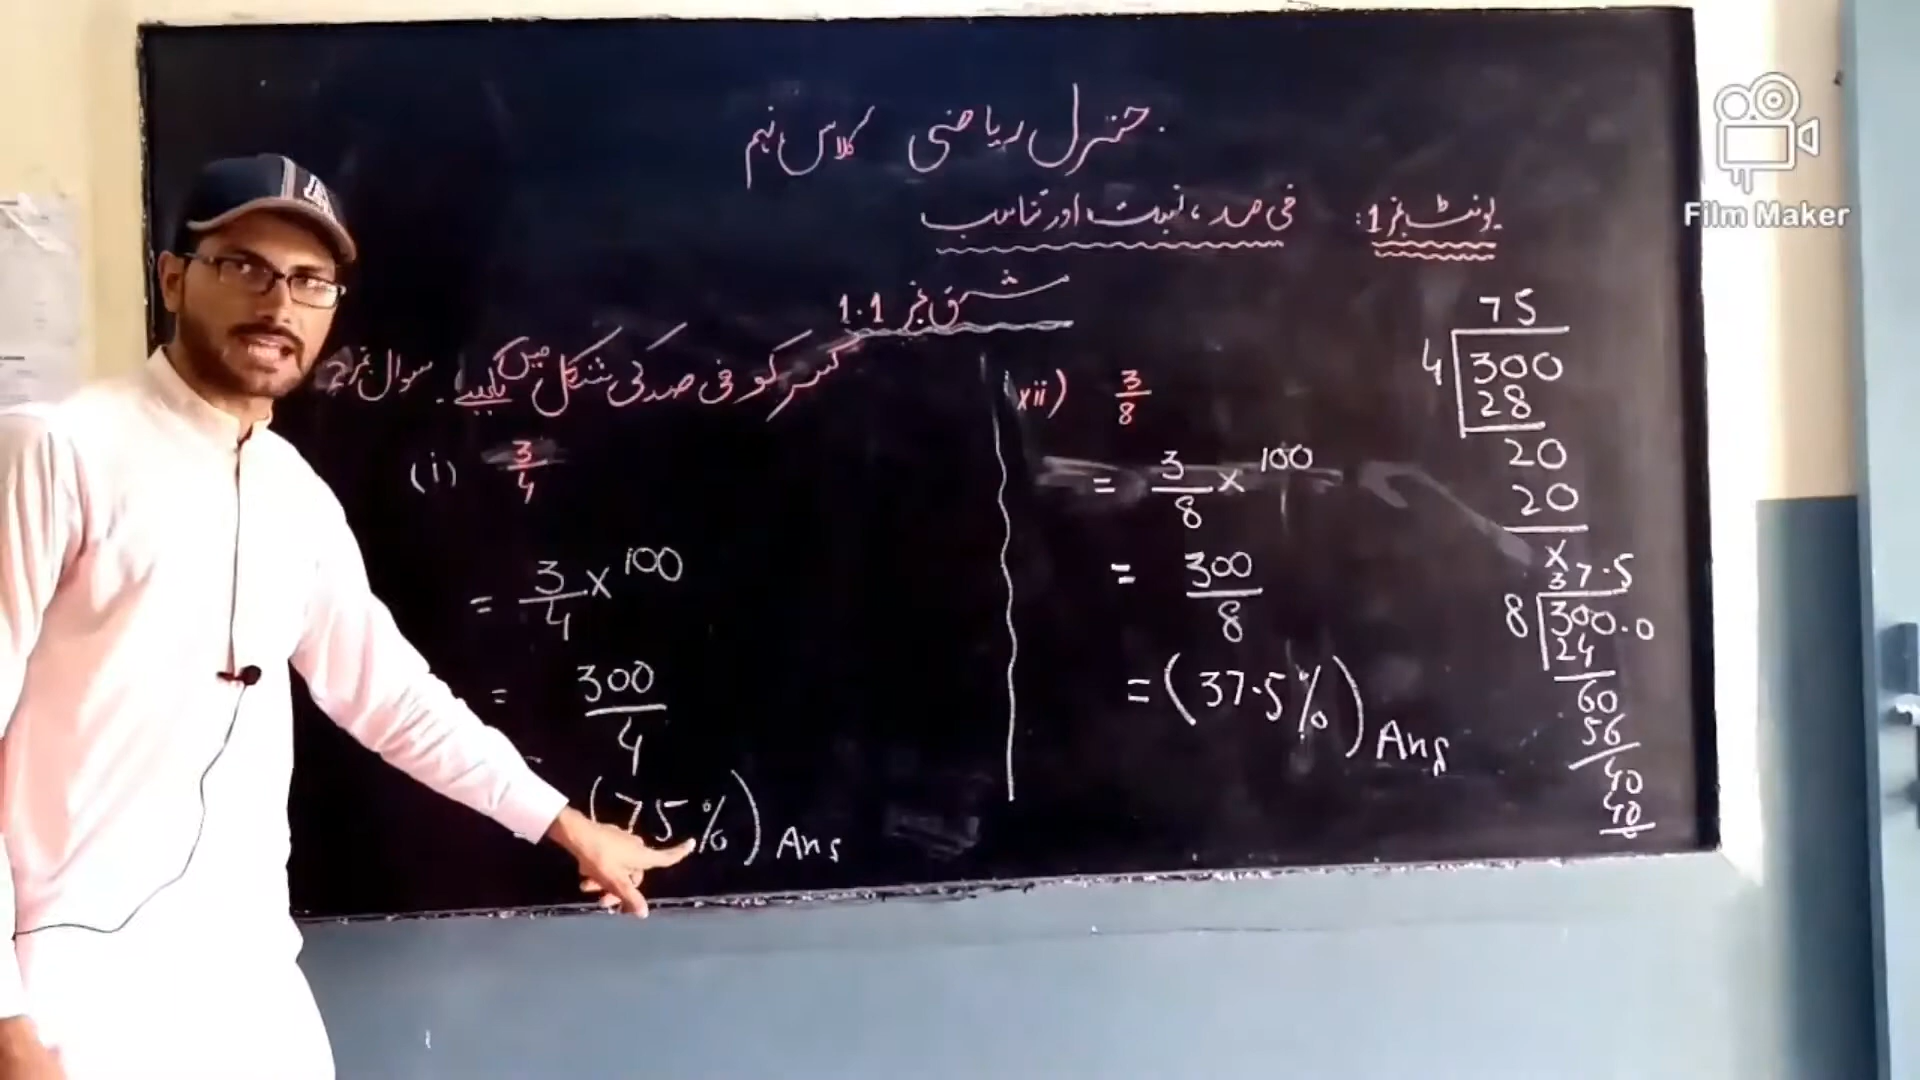 جنرل ریاضی کلاس نہم
یونٹ نمبر 1: فی صد، نسبت اور تناسب
مشق نمبر 1.1
سوال نمبر 2 کسر کو فی صد کی شکل میں لکھیے۔
(i) 3/4
= 3/4 × 100
= 300/4
= (75%) Ans
xii) 3/8
= 3/8 × 100
= 300/8
= (37.5%) Ans
75
4 300
28
20
20
×
37.5
8 300.0
24
60
56
40
40
Film Maker